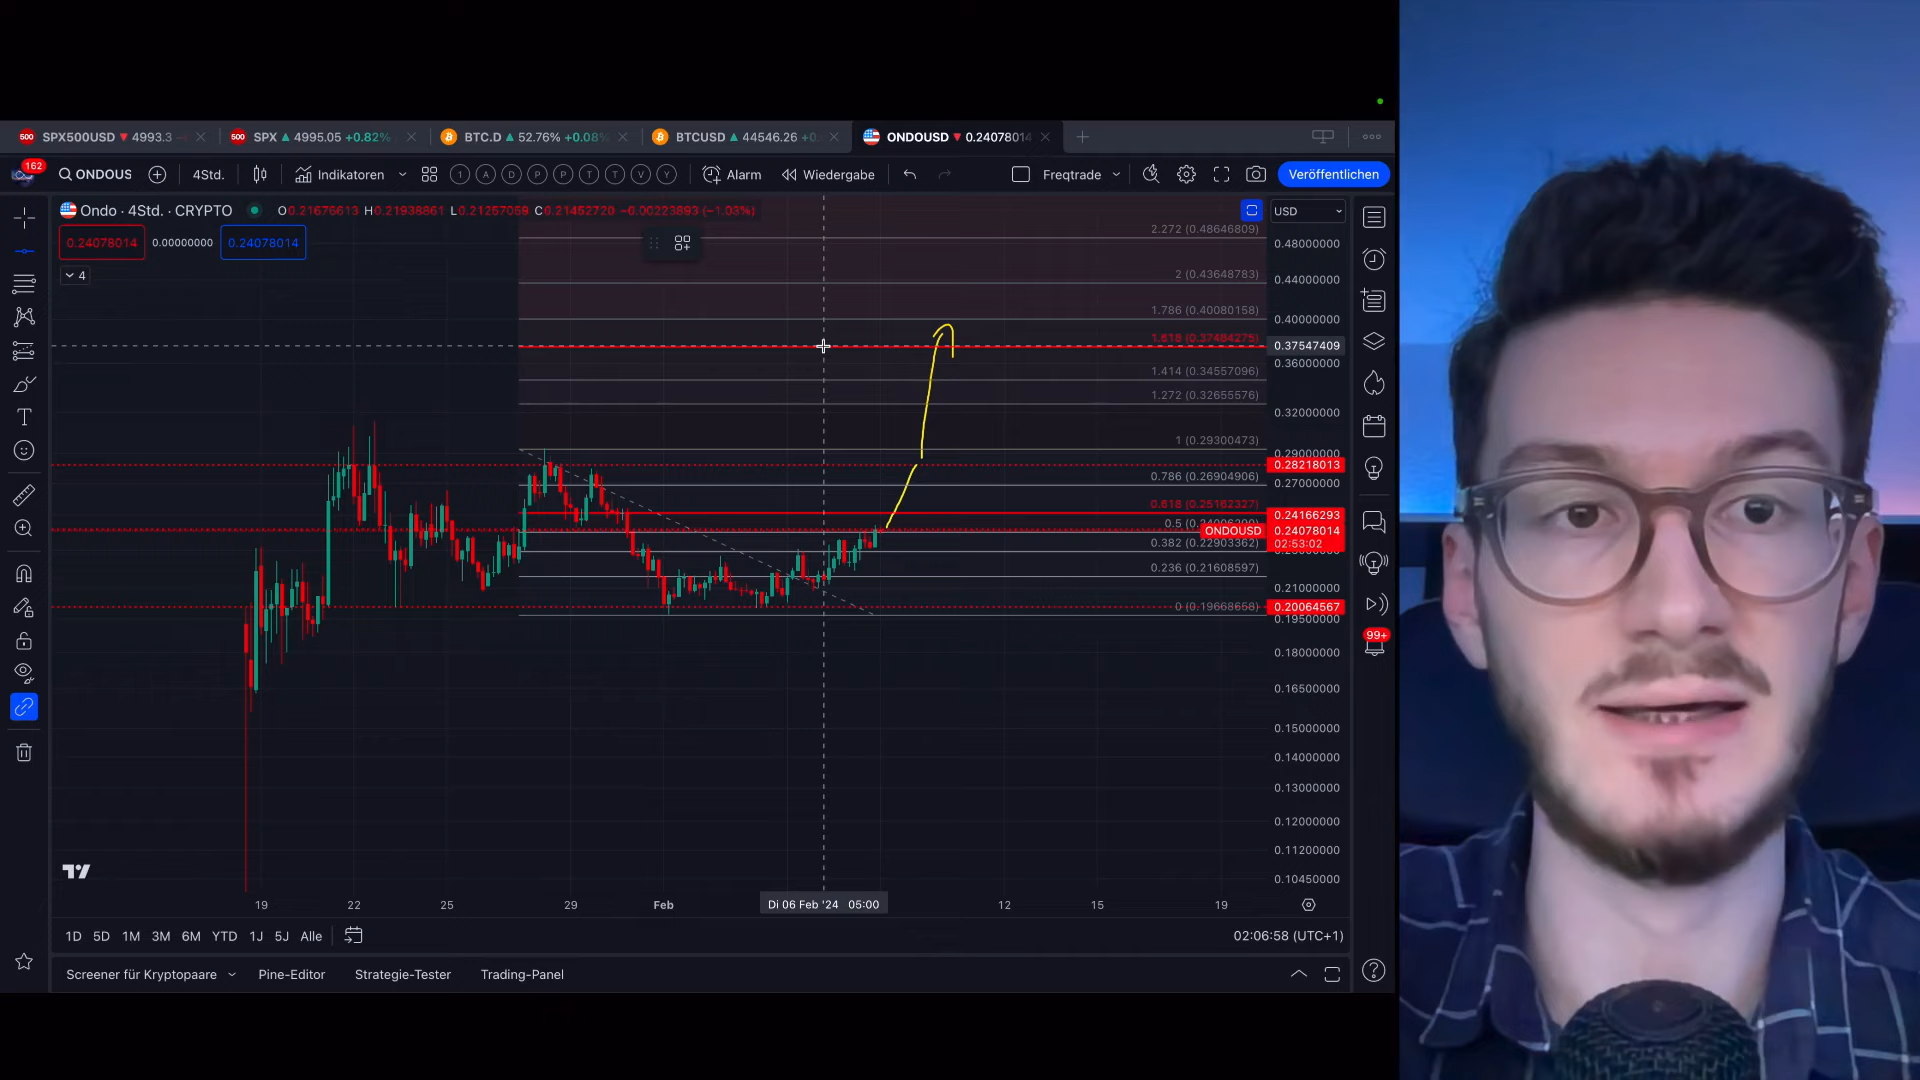 SPX500USD ▼ 4993.3
SPX ▲ 4995.05 +0.82%
BTC.D ▲ 52.76% +0.08%
BTCUSD ▲ 44546.26 +0
ONDOUSD ▼ 0.24078014
162
ONDOUS
4Std.
Indikatoren
1 A D P P T T V Y
Alarm
Wiedergabe
Freqtrade
Veröffentlichen
Ondo · 4Std. · CRYPTO
O0.21676613 H0.21938861 L0.21257059 C0.21452720 −0.00223893 (−1.03%)
USD
0.24078014 0.00000000 0.24078014
4
2.272 (0.48646809)
0.48000000
2 (0.43648783)
0.44000000
1.786 (0.40080158)
0.40000000
1.618 (0.37484275)
0.37547409
0.36000000
1.414 (0.34557096)
1.272 (0.32655576)
0.32000000
1 (0.29300473)
0.29000000
0.28218013
0.786 (0.26904906)
0.27000000
0.618 (0.25162327)
0.24166293
0.5
ONDOUSD 0.24078014
02:53:02
0.382 (0.22903362)
0.236 (0.21608597)
0.21000000
0 (0.19668658)
0.20064567
0.19500000
0.18000000
0.16500000
0.15000000
0.14000000
0.13000000
0.12000000
0.11200000
0.10450000
99+
19 22 25 29 Feb Di 06 Feb '24 05:00 12 15 19
1D 5D 1M 3M 6M YTD 1J 5J Alle
02:06:58 (UTC+1)
Screener für Kryptopaare Pine-Editor Strategie-Tester Trading-Panel